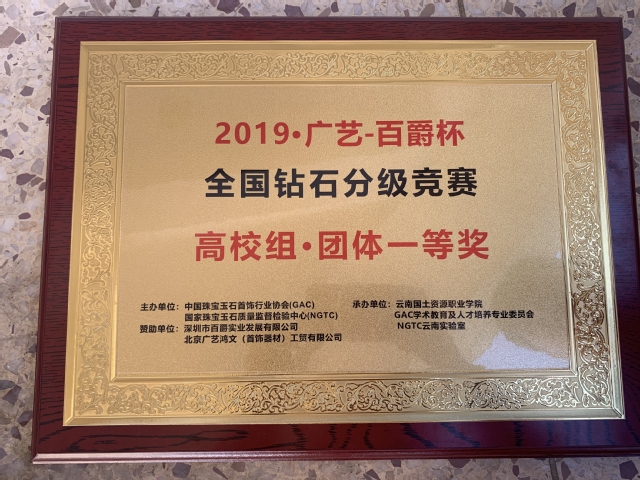 2019·广艺-百爵杯
全国钻石分级竞赛
高校组·团体一等奖
主办单位：中国珠宝玉石首饰行业协会(GAC)
国家珠宝玉石质量监督检验中心(NGTC)
赞助单位：深圳市百爵实业发展有限公司
北京广艺鸿文（首饰器材）工贸有限公司
承办单位：云南国土资源职业学院
GAC学术教育及人才培养专业委员会
NGTC云南实验室